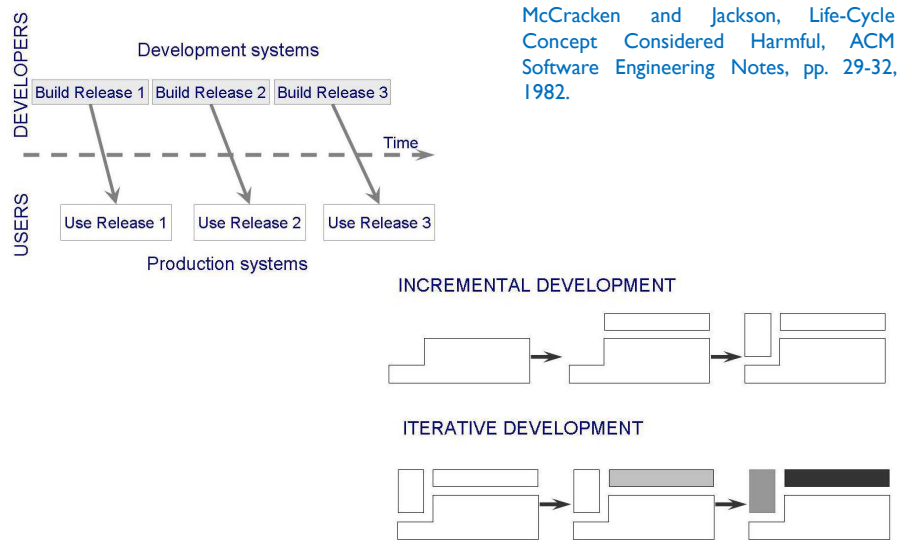 McCracken and Jackson, Life-Cycle
Concept Considered Harmful, ACM
Software Engineering Notes, pp. 29-32,
1982.
DEVELOPERS
Development systems
Build Release 1
Build Release 2
Build Release 3
Time
USERS
Use Release 1
Use Release 2
Use Release 3
Production systems
INCREMENTAL DEVELOPMENT
ITERATIVE DEVELOPMENT